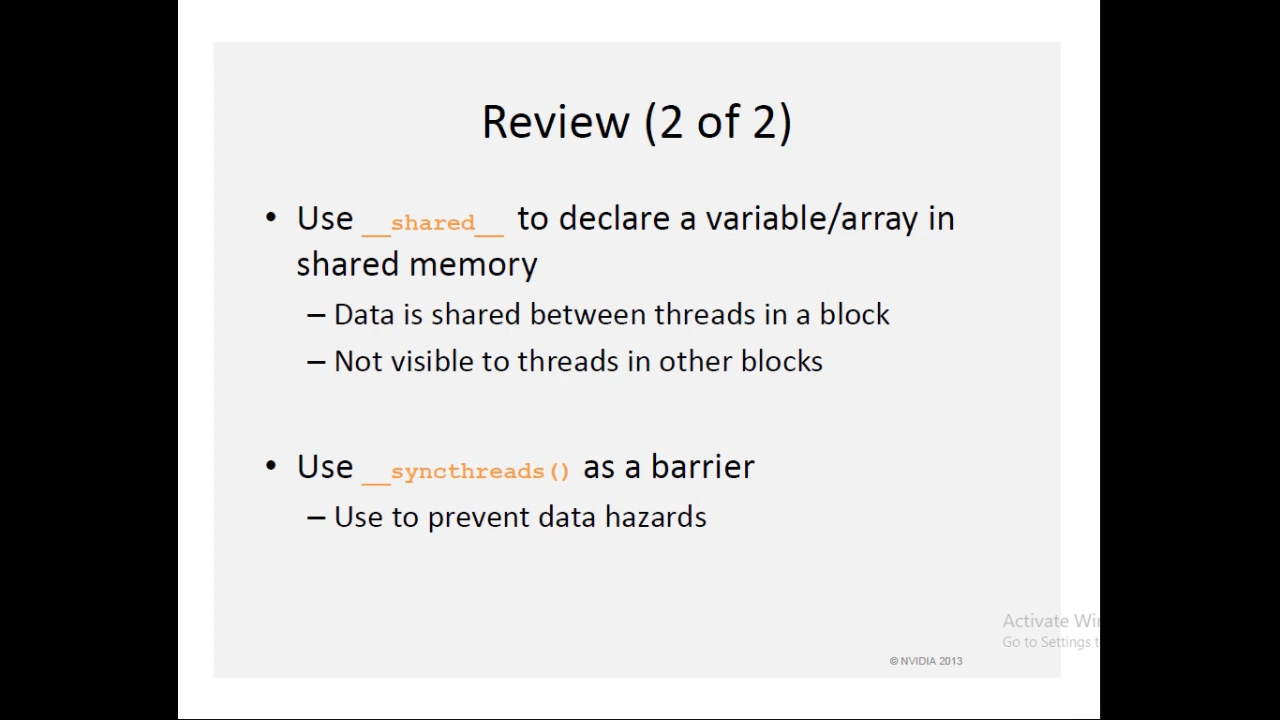 Review (2 of 2)
• Use __shared__ to declare a variable/array in
shared memory
– Data is shared between threads in a block
– Not visible to threads in other blocks
• Use __syncthreads() as a barrier
– Use to prevent data hazards
Activate Wi
Go to Settings t
© NVIDIA 2013